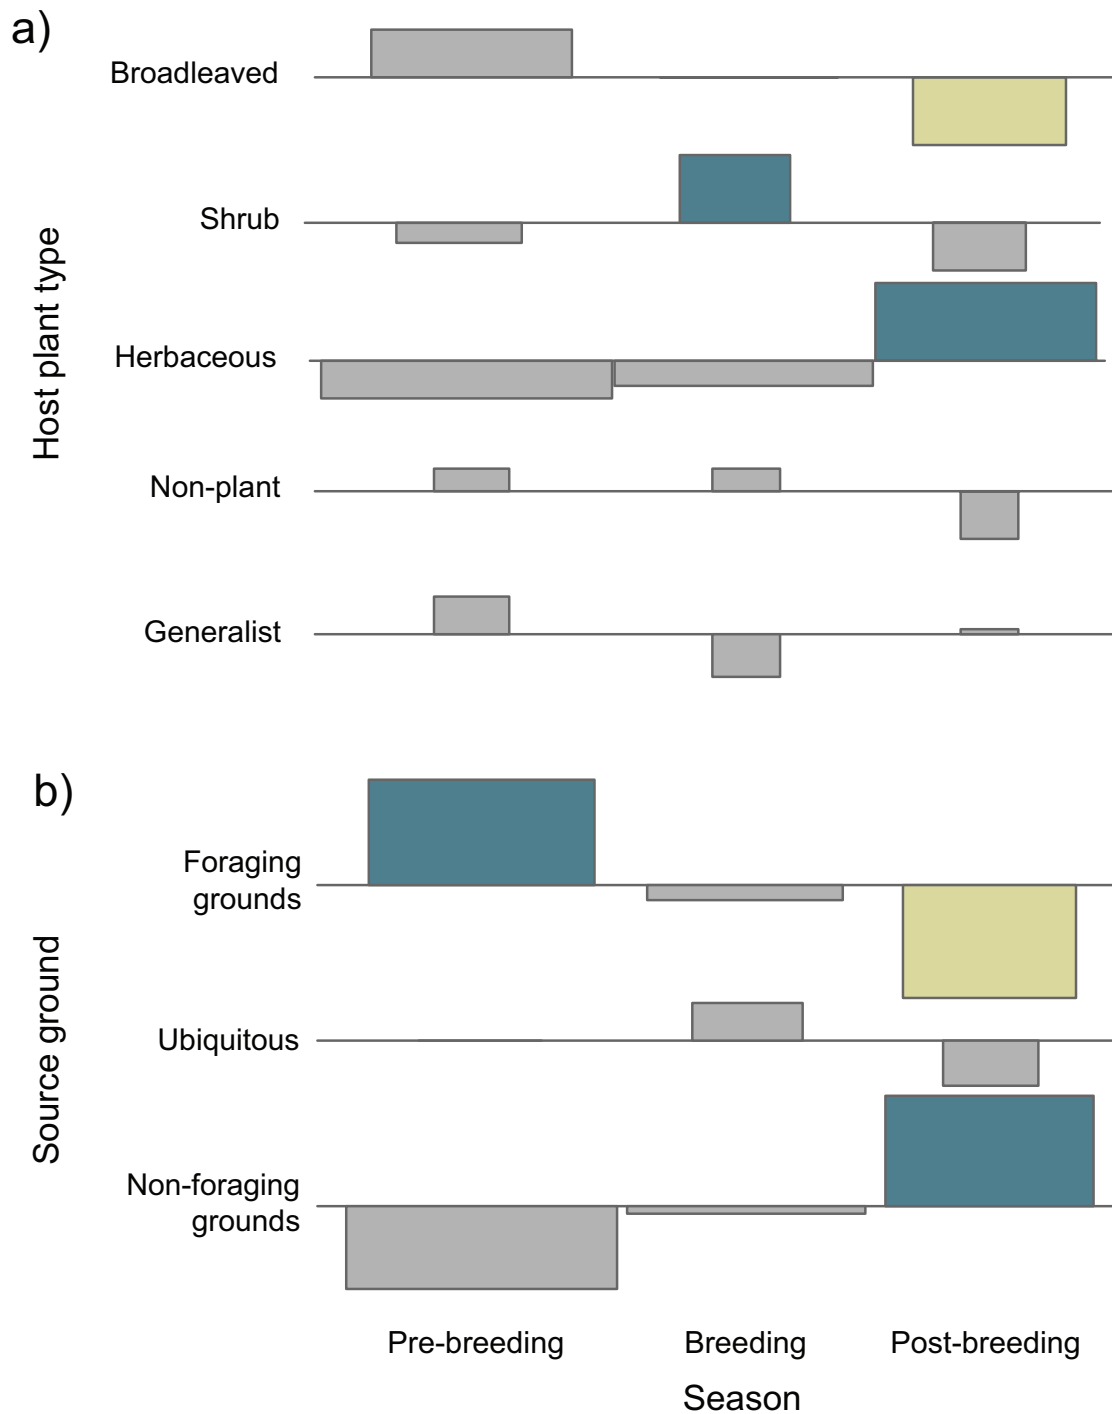 a)
Broadleaved
Shrub
Herbaceous
Non-plant
Generalist
Host plant type
b)
Foraging
grounds
Ubiquitous
Non-foraging
grounds
Source ground
Pre-breeding
Breeding
Post-breeding
Season